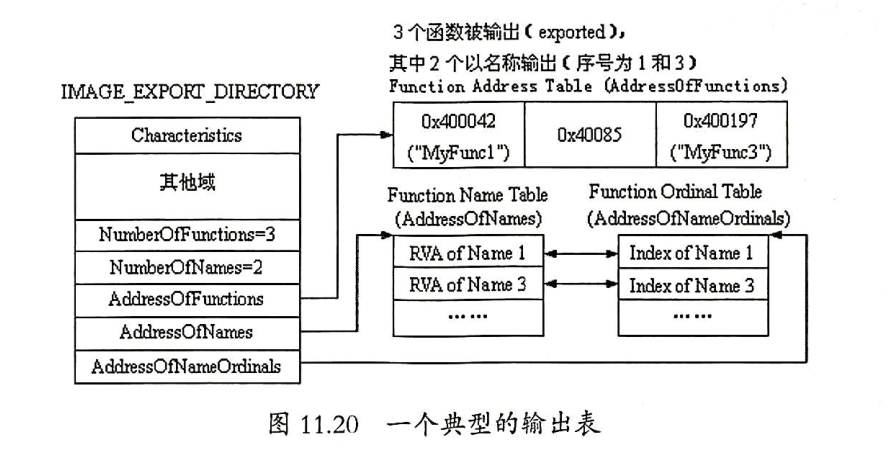 3个函数被输出(exported),
其中2个以名称输出(序号为1和3)
Function Address Table (AddressOfFunctions)
0x400042
("MyFunc1")
0x40085
0x400197
("MyFunc3")
IMAGE_EXPORT_DIRECTORY
Characteristics
其他域
NumberOfFunctions=3
NumberOfNames=2
AddressOfFunctions
AddressOfNames
AddressOfNameOrdinals
Function Name Table
(AddressOfNames)
RVA of Name 1
RVA of Name 3
……
Function Ordinal Table
(AddressOfNameOrdinals)
Index of Name 1
Index of Name 3
……
图 11.20 一个典型的输出表